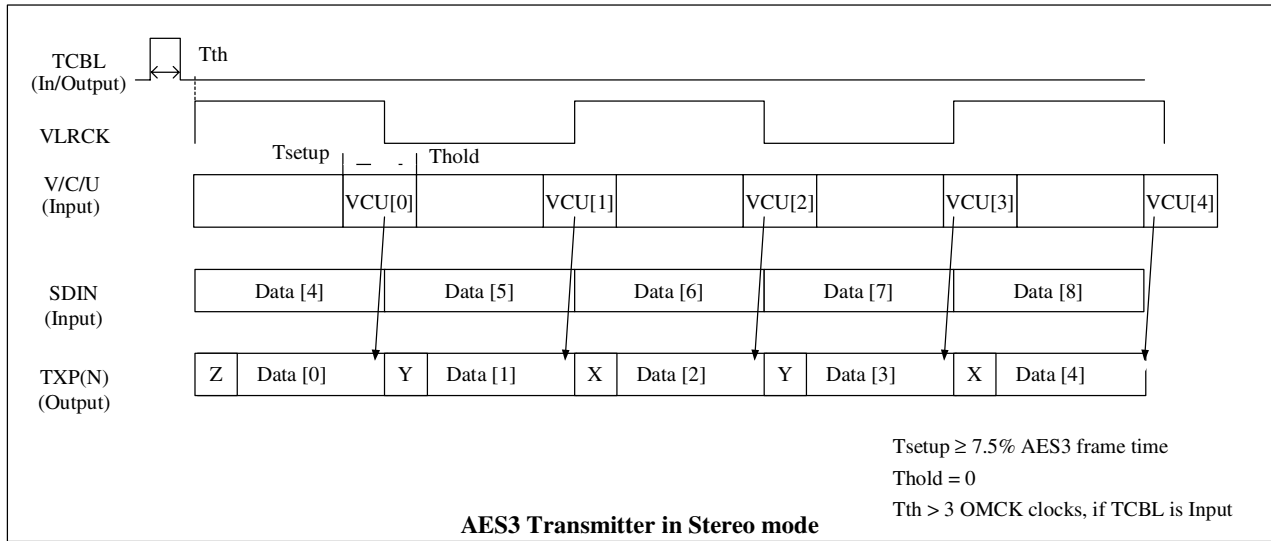 TCBL
(In/Output)
Tth
VLRCK
Tsetup
Thold
V/C/U
(Input)
VCU[0]
VCU[1]
VCU[2]
VCU[3]
VCU[4]
SDIN
(Input)
Data [4]
Data [5]
Data [6]
Data [7]
Data [8]
TXP(N)
(Output)
Z
Data [0]
Y
Data [1]
X
Data [2]
Y
Data [3]
X
Data [4]
Tsetup ≥ 7.5% AES3 frame time
Thold = 0
Tth > 3 OMCK clocks, if TCBL is Input
AES3 Transmitter in Stereo mode